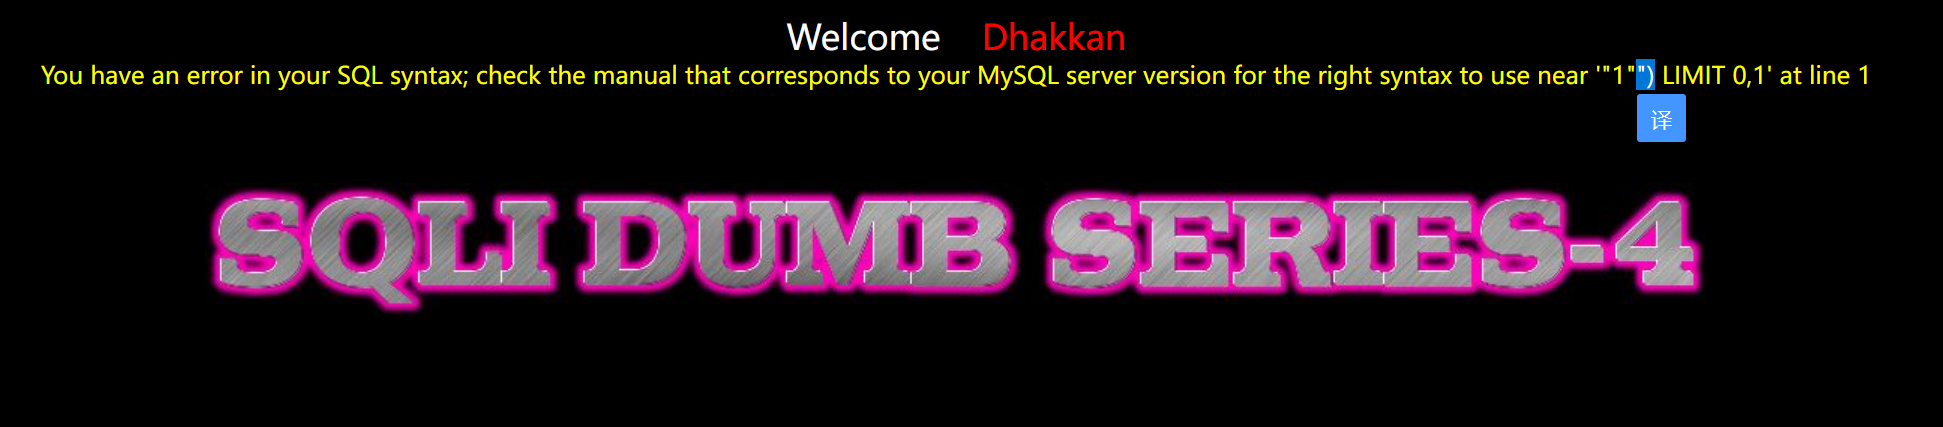 Welcome Dhakkan
You have an error in your SQL syntax; check the manual that corresponds to your MySQL server version for the right syntax to use near '"1"") LIMIT 0,1' at line 1
译
SQLI DUMB SERIES-4